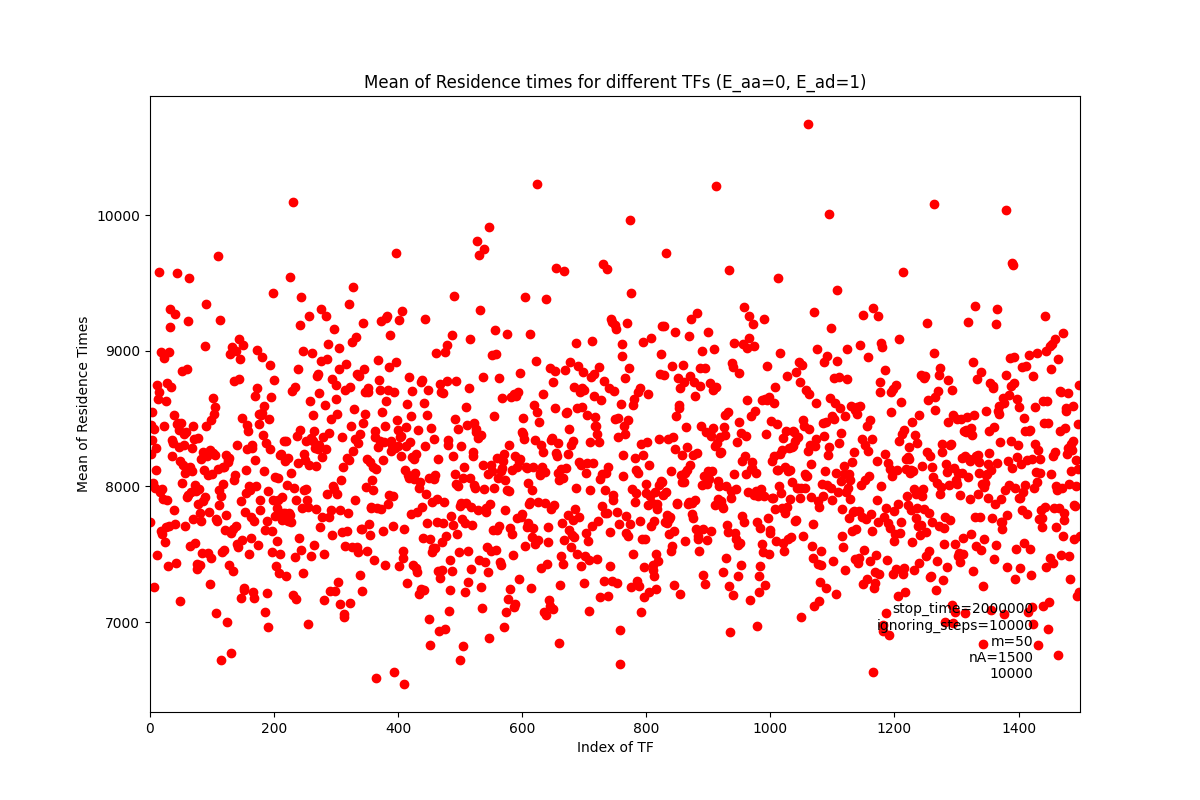 Mean of Residence times for different TFs (E_aa=0, E_ad=1)
Mean of Residence Times
10000
9000
8000
7000
stop_time=2000000
ignoring_steps=10000
m=50
nA=1500
10000
0 200 400 600 800 1000 1200 1400
Index of TF